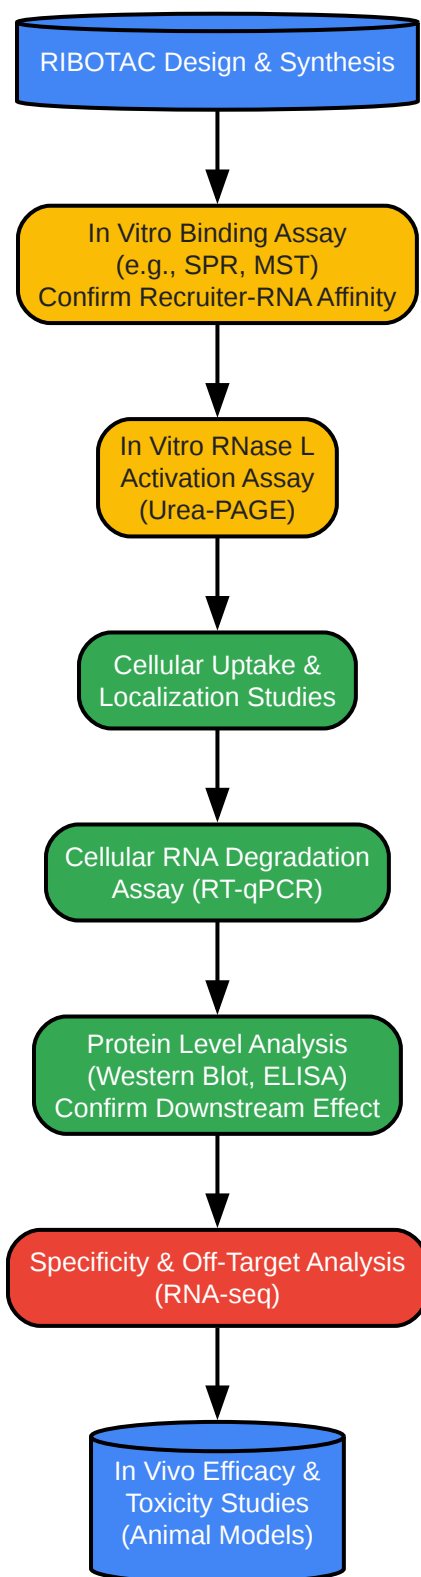 RIBOTAC Design & Synthesis
In Vitro Binding Assay
(e.g., SPR, MST)
Confirm Recruiter-RNA Affinity
In Vitro RNase L
Activation Assay
(Urea-PAGE)
Cellular Uptake &
Localization Studies
Cellular RNA Degradation
Assay (RT-qPCR)
Protein Level Analysis
(Western Blot, ELISA)
Confirm Downstream Effect
Specificity & Off-Target Analysis
(RNA-seq)
In Vivo Efficacy &
Toxicity Studies
(Animal Models)